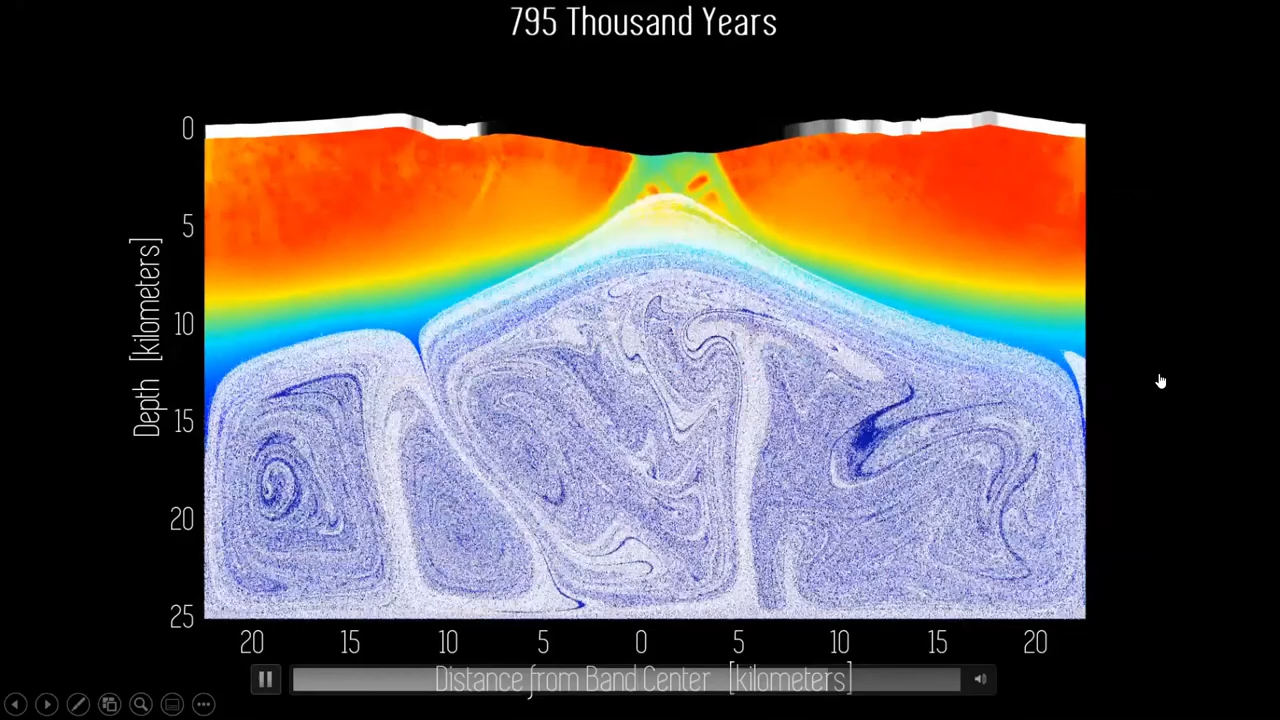 795 Thousand Years
0
5
10
15
20
25
Depth [kilometers]
20 15 10 5 0 5 10 15 20
Distance from Band Center [kilometers]